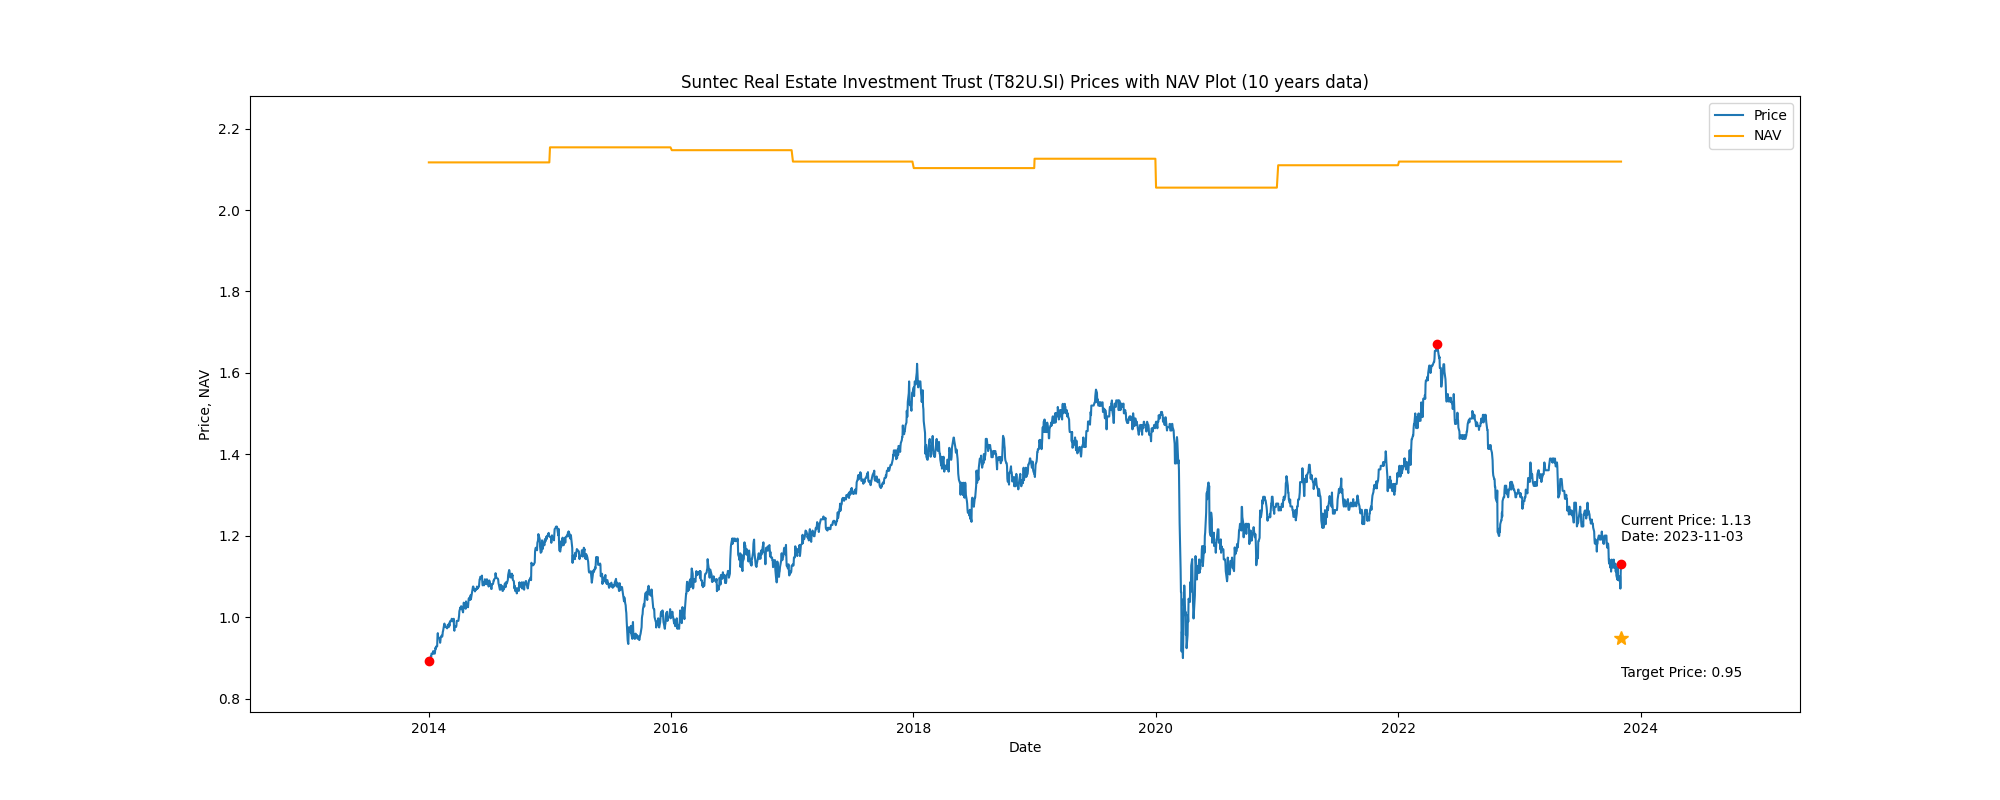 Suntec Real Estate Investment Trust (T82U.SI) Prices with NAV Plot (10 years data)
Price
NAV
2.2
2.0
1.8
1.6
1.4
1.2
1.0
0.8
Price, NAV
Current Price: 1.13
Date: 2023-11-03
Target Price: 0.95
2014
2016
2018
2020
2022
2024
Date